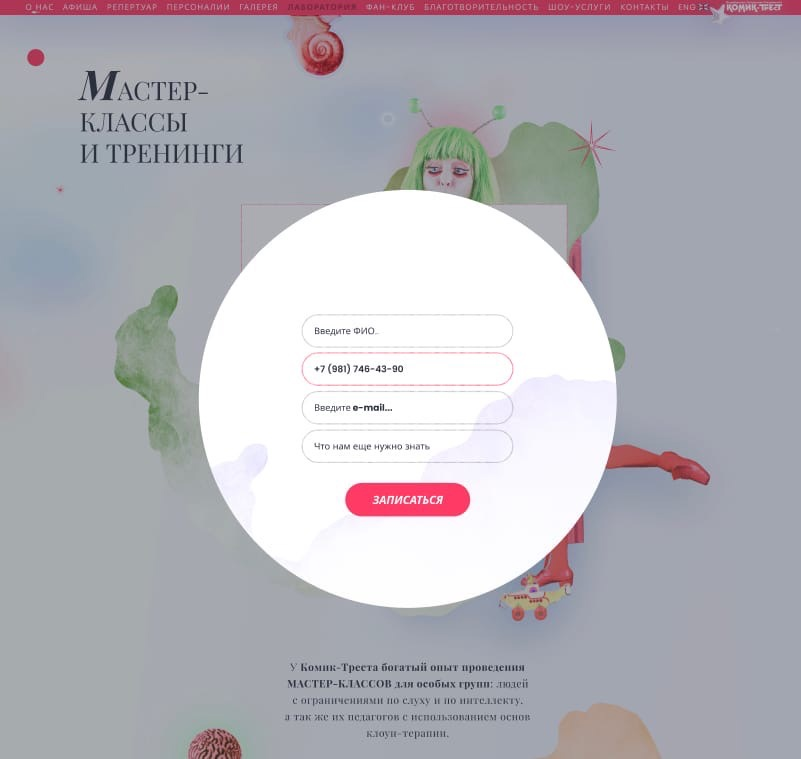 О НАС АФИША РЕПЕРТУАР ПЕРСОНАЛИИ ГАЛЕРЕЯ ЛАБОРАТОРИЯ ФАН-КЛУБ БЛАГОТВОРИТЕЛЬНОСТЬ ШОУ-УСЛУГИ КОНТАКТЫ ENG
КОМИК-ТРЕСТ
МАСТЕР-
КЛАССЫ
И ТРЕНИНГИ
Введите ФИО..
+7 (981) 746-43-90
Введите e-mail...
Что нам еще нужно знать
ЗАПИСАТЬСЯ
У Комик-Треста богатый опыт проведения
МАСТЕР-КЛАССОВ для особых групп: людей
с ограничениями по слуху и по интеллекту,
а так же их педагогов с использованием основ
клоун-терапии.